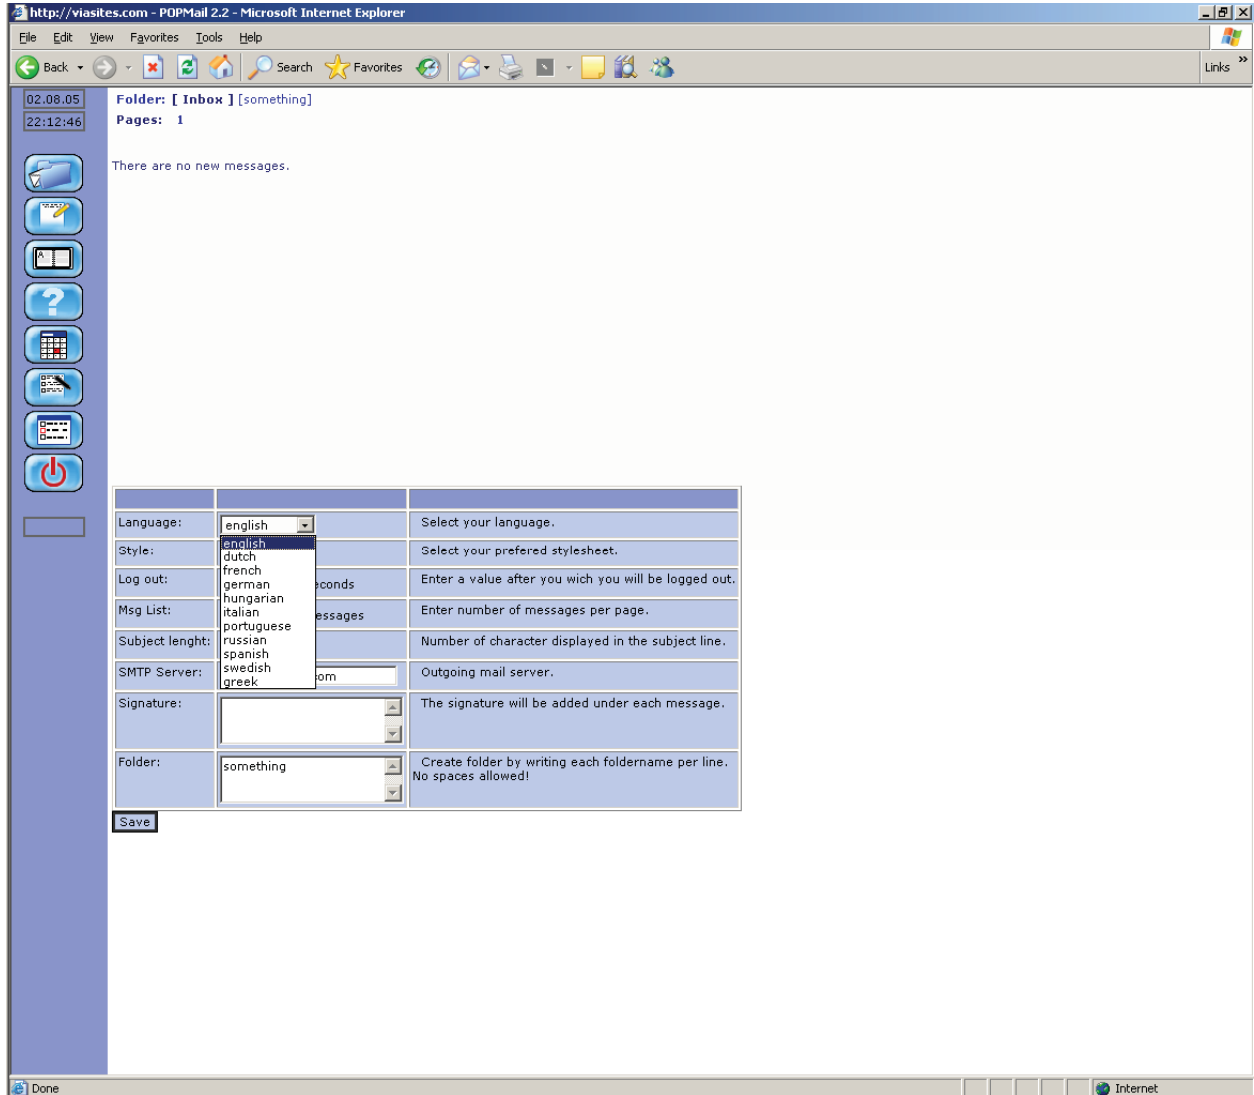 http://viasites.com - POPMail 2.2 - Microsoft Internet Explorer
File Edit View Favorites Tools Help
Back Search Favorites Links »
02.08.05
22:12:46
Folder: [ Inbox ] [something]
Pages: 1
There are no new messages.
Language: english Select your language.
english
dutch
french
german
hungarian
italian
portuguese
russian
spanish
swedish
greek
Style: Select your prefered stylesheet.
Log out: econds Enter a value after you wich you will be logged out.
Msg List: essages Enter number of messages per page.
Subject lenght: Number of character displayed in the subject line.
SMTP Server: com Outgoing mail server.
Signature: The signature will be added under each message.
Folder: something Create folder by writing each foldername per line.
No spaces allowed!
Save
Done Internet